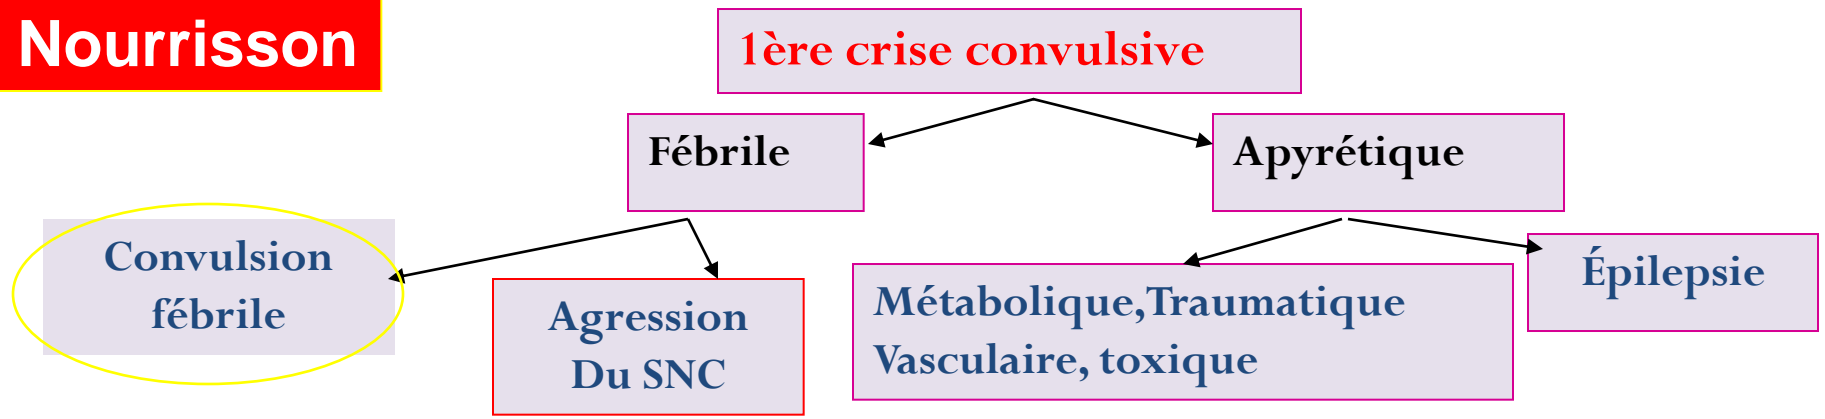 Nourrisson
1ère crise convulsive
Fébrile
Apyrétique
Convulsion
fébrile
Agression
Du SNC
Métabolique,Traumatique
Vasculaire, toxique
Épilepsie